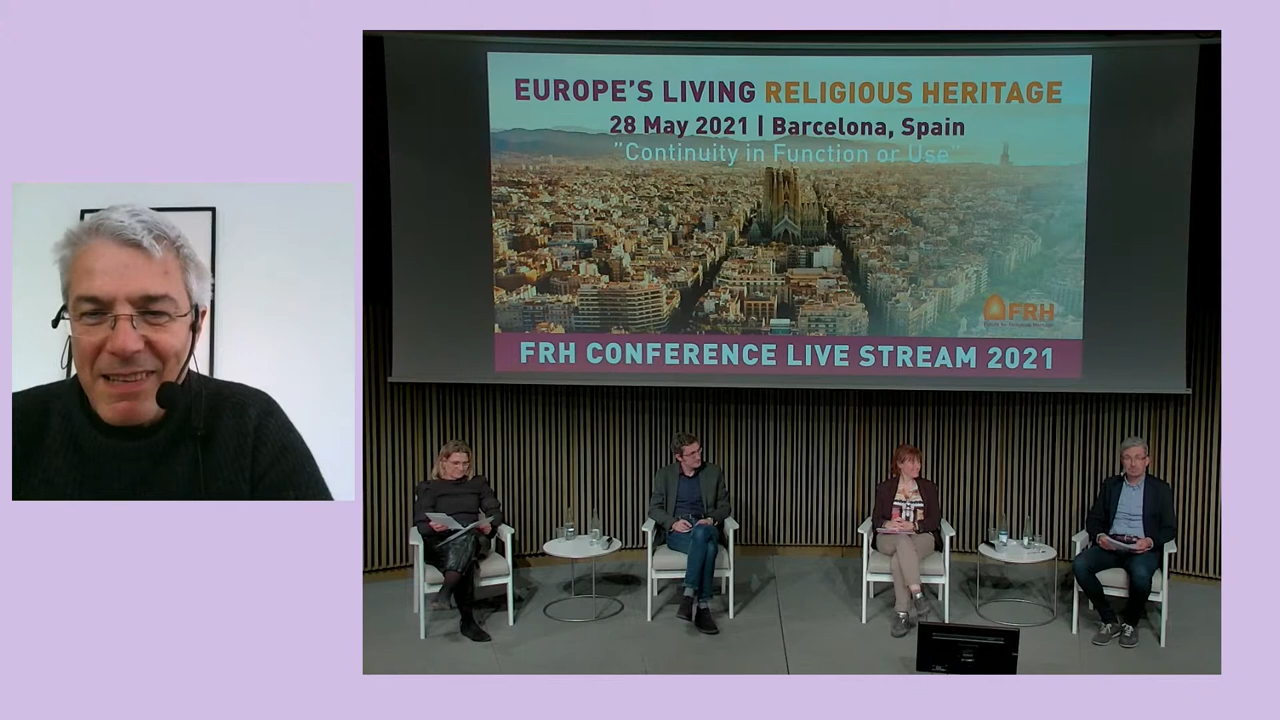 EUROPE'S LIVING RELIGIOUS HERITAGE
28 May 2021 | Barcelona, Spain
"Continuity in Function or Use"
FRH
FRH CONFERENCE LIVE STREAM 2021